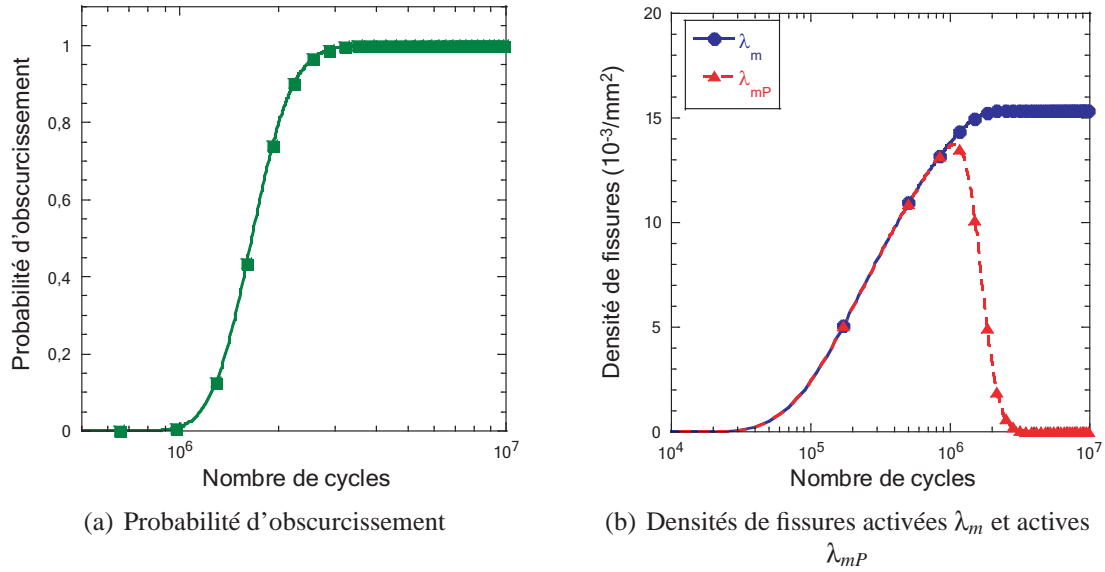 Probabilité d'obscurcissement
1
0,8
0,6
0,4
0,2
0
10⁶
10⁷
Nombre de cycles
(a) Probabilité d'obscurcissement
Densité de fissures (10⁻³/mm²)
20
15
10
5
0
λₘ
λₘP
10⁴
10⁵
10⁶
10⁷
Nombre de cycles
(b) Densités de fissures activées λₘ et actives
λₘP